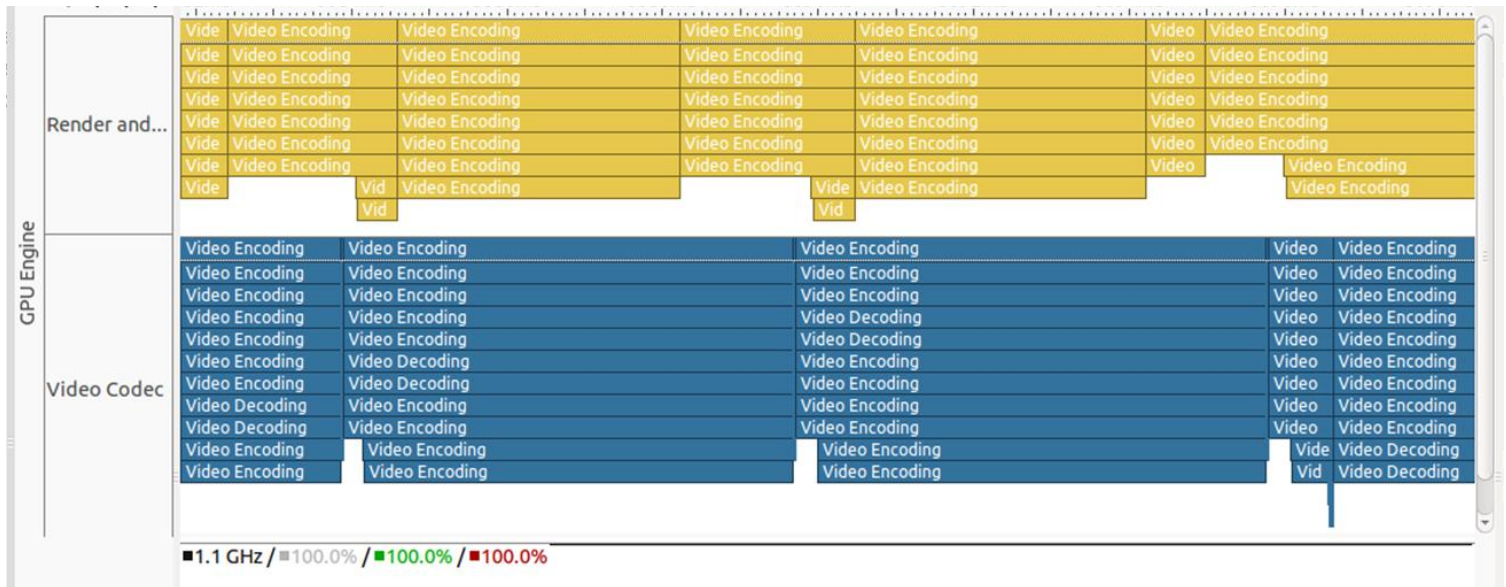 Vide Video Encoding Video Encoding Video Encoding Video Encoding Video Video Encoding
Vide Video Encoding Video Encoding Video Encoding Video Encoding Video Video Encoding
Vide Video Encoding Video Encoding Video Encoding Video Encoding Video Video Encoding
Vide Video Encoding Video Encoding Video Encoding Video Encoding Video Video Encoding
Render and...
Vide Video Encoding Video Encoding Video Encoding Video Encoding Video Video Encoding
Vide Video Encoding Video Encoding Video Encoding Video Encoding Video Video Encoding
Vide Video Encoding Video Encoding Video Encoding Video Encoding Video Video Encoding
Vide Vid Video Encoding Vide Video Encoding Video Encoding
Vid Vid
GPU Engine
Video Encoding Video Encoding Video Encoding Video Video Encoding
Video Encoding Video Encoding Video Encoding Video Video Encoding
Video Encoding Video Encoding Video Encoding Video Video Encoding
Video Encoding Video Encoding Video Decoding Video Video Encoding
Video Encoding Video Encoding Video Decoding Video Video Encoding
Video Encoding Video Decoding Video Encoding Video Video Encoding
Video Codec
Video Encoding Video Decoding Video Encoding Video Video Encoding
Video Decoding Video Encoding Video Encoding Video Video Encoding
Video Decoding Video Encoding Video Encoding Video Video Encoding
Video Encoding Video Encoding Video Encoding Vide Video Decoding
Video Encoding Video Encoding Video Encoding Vid Video Decoding
1.1 GHz / 100.0% / 100.0% / 100.0%